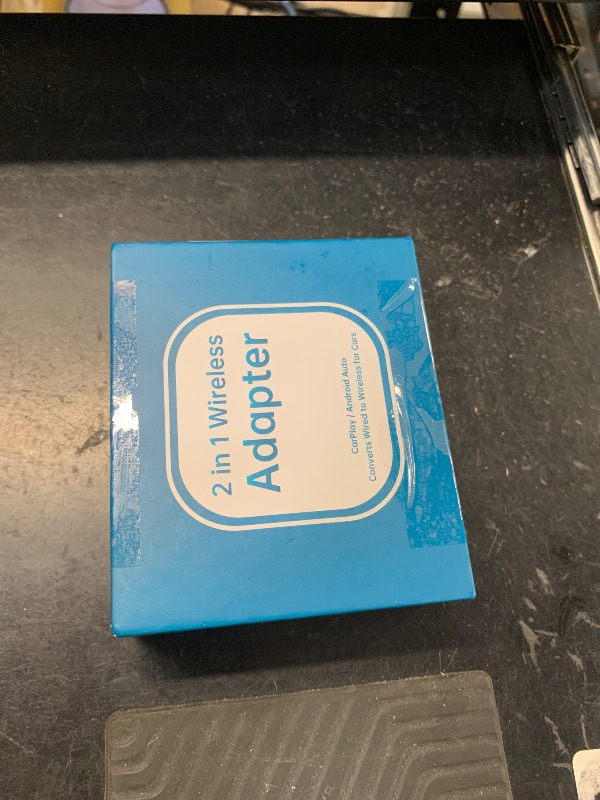 2 in 1 Wireless
Adapter
CarPlay / Android Auto
Converts Wired to Wireless for Cars